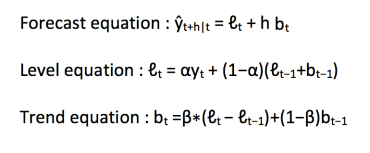 Forecast equation : ŷt+h|t = ℓt + h bt
Level equation : ℓt = αyt + (1-α)(ℓt-1+bt-1)
Trend equation : bt =β*(ℓt - ℓt-1)+(1-β)bt-1